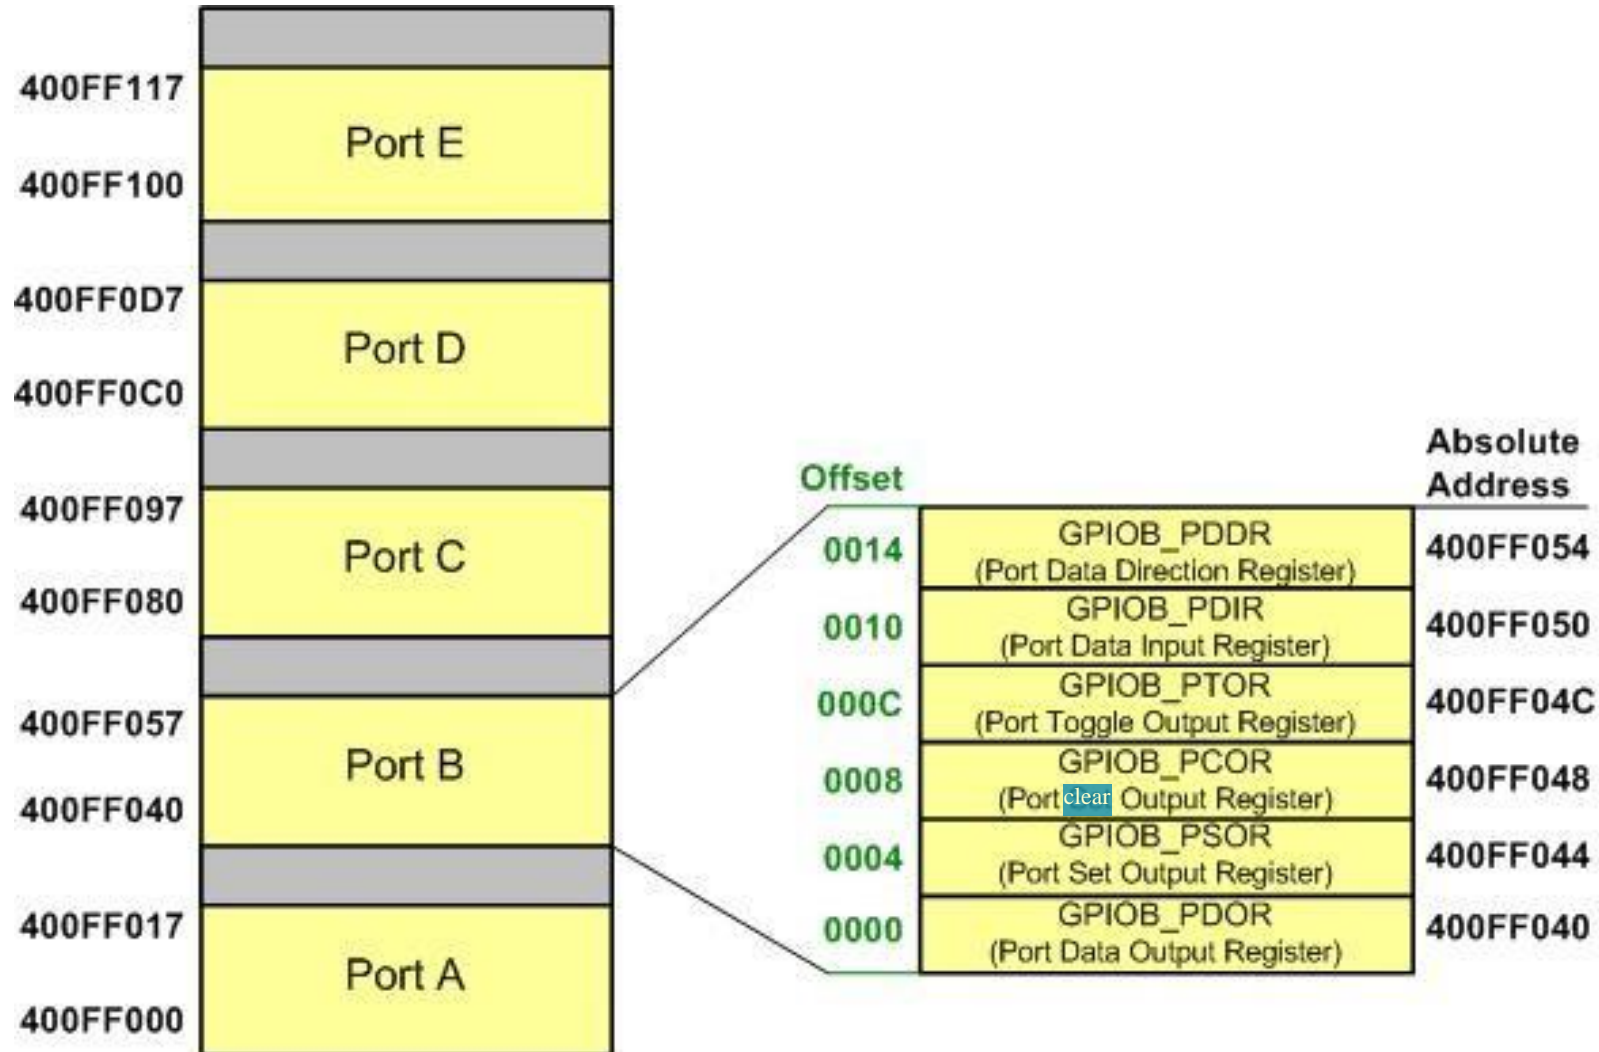 400FF117
Port E
400FF100
400FF0D7
Port D
400FF0C0
400FF097
Port C
400FF080
400FF057
Port B
400FF040
400FF017
Port A
400FF000
Offset
Absolute
Address
0014
GPIOB_PDDR
(Port Data Direction Register)
400FF054
0010
GPIOB_PDIR
(Port Data Input Register)
400FF050
000C
GPIOB_PTOR
(Port Toggle Output Register)
400FF04C
0008
GPIOB_PCOR
(Port clear Output Register)
400FF048
0004
GPIOB_PSOR
(Port Set Output Register)
400FF044
0000
GPIOB_PDOR
(Port Data Output Register)
400FF040